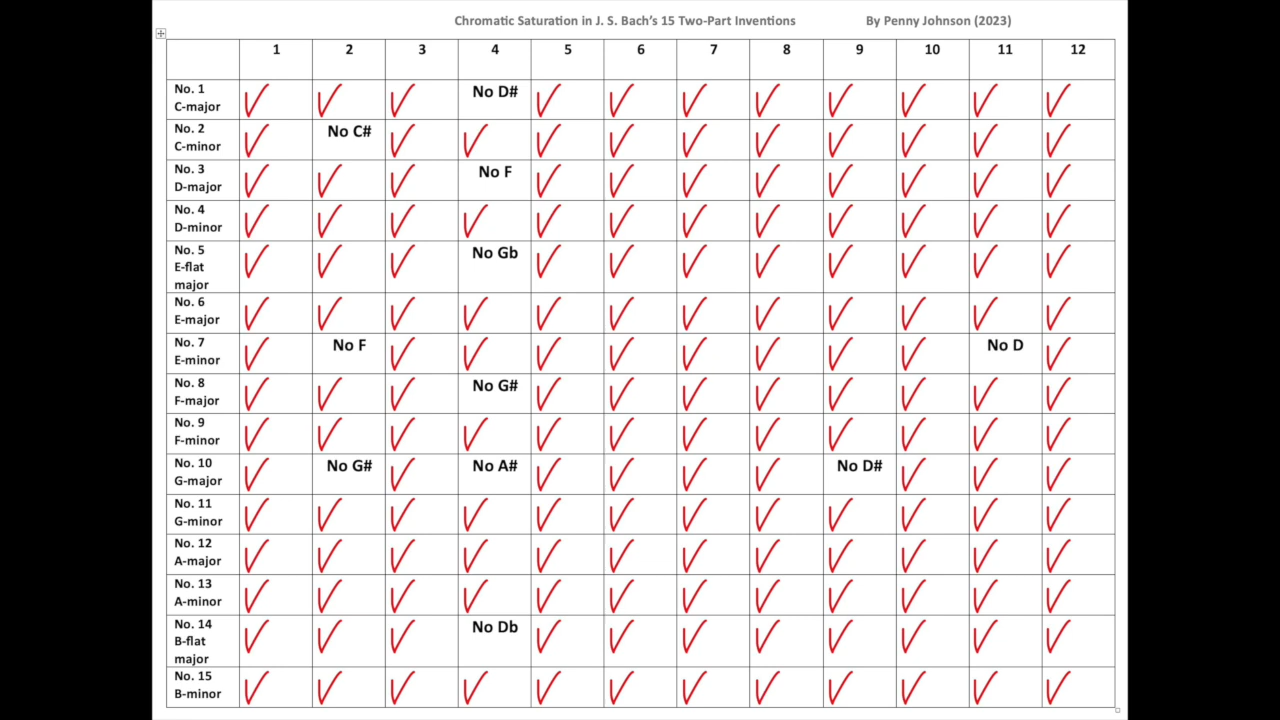 Chromatic Saturation in J. S. Bach's 15 Two-Part Inventions By Penny Johnson (2023)
1 2 3 4 5 6 7 8 9 10 11 12
No. 1
C-major
No D#
No. 2
C-minor
No C#
No. 3
D-major
No F
No. 4
D-minor
No. 5
E-flat
major
No Gb
No. 6
E-major
No. 7
E-minor
No F No D
No. 8
F-major
No G#
No. 9
F-minor
No. 10
G-major
No G# No A# No D#
No. 11
G-minor
No. 12
A-major
No. 13
A-minor
No. 14
B-flat
major
No Db
No. 15
B-minor